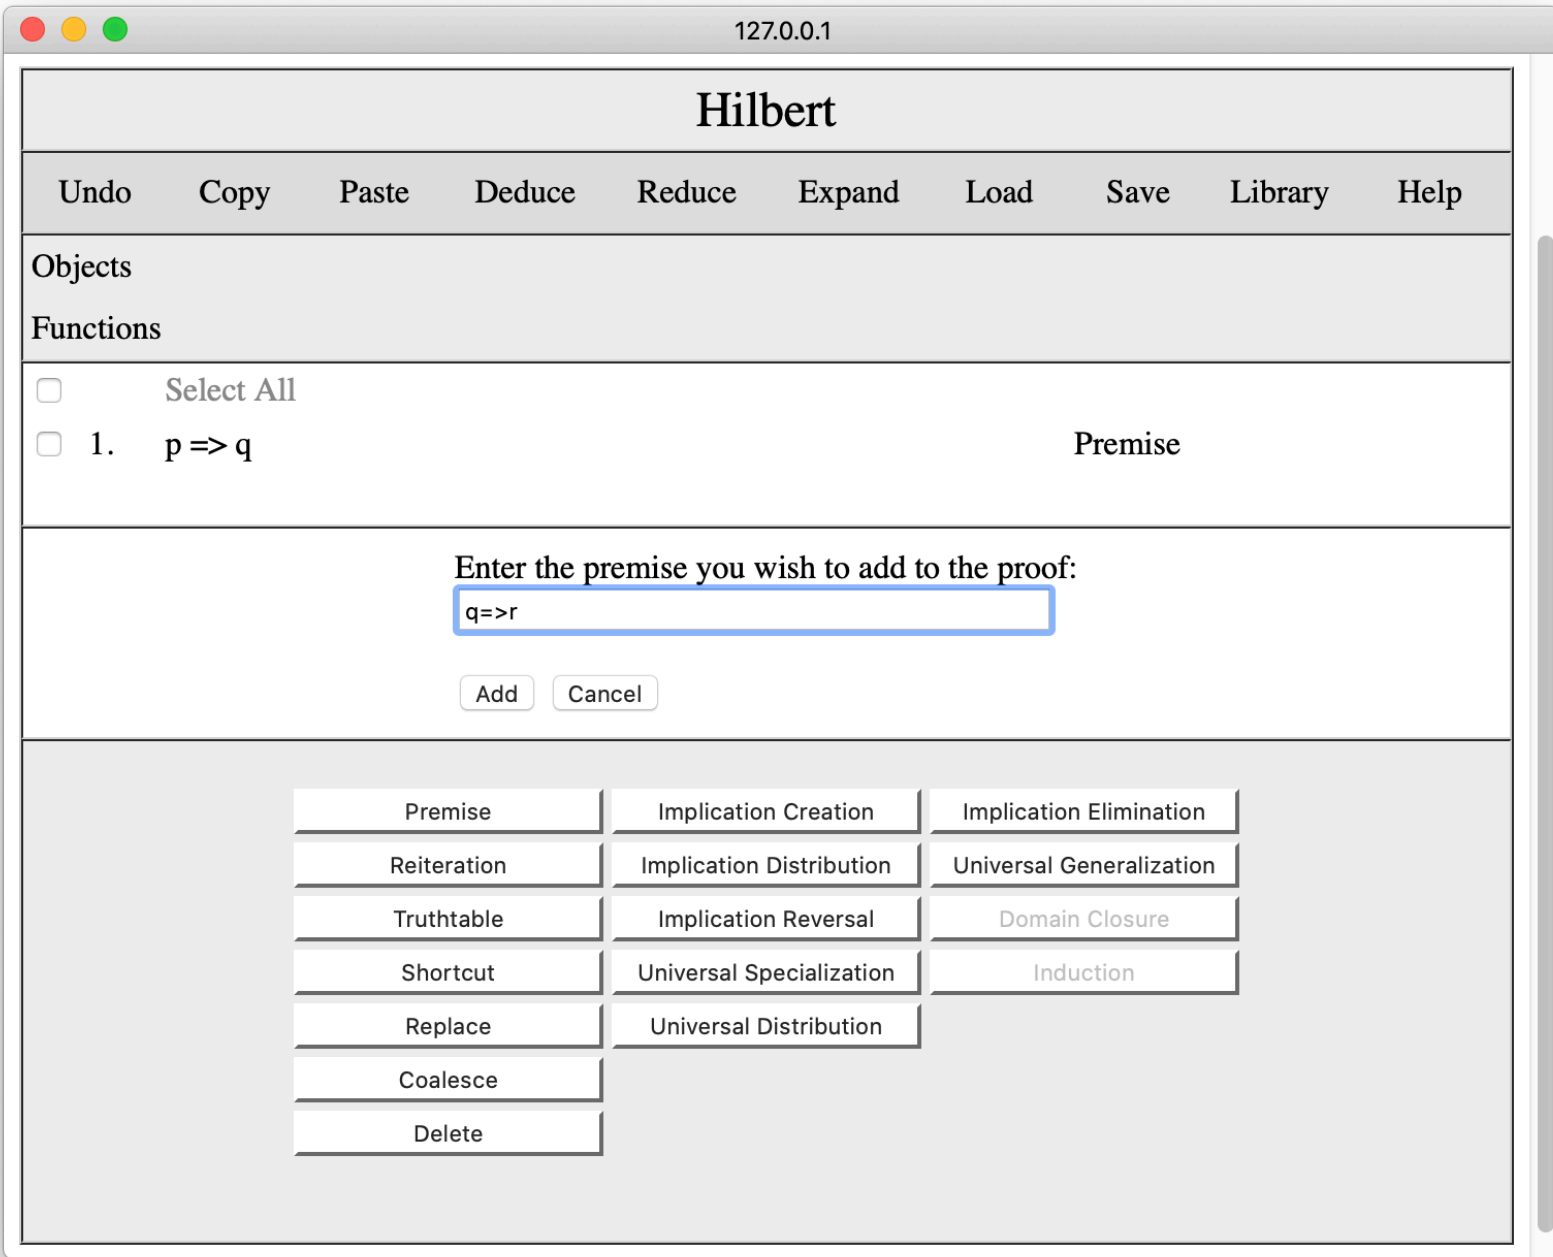 127.0.0.1
Hilbert
Undo Copy Paste Deduce Reduce Expand Load Save Library Help
Objects
Functions
Select All
1. p => q Premise
Enter the premise you wish to add to the proof:
q=>r
Add Cancel
Premise Implication Creation Implication Elimination
Reiteration Implication Distribution Universal Generalization
Truthtable Implication Reversal Domain Closure
Shortcut Universal Specialization Induction
Replace Universal Distribution
Coalesce
Delete